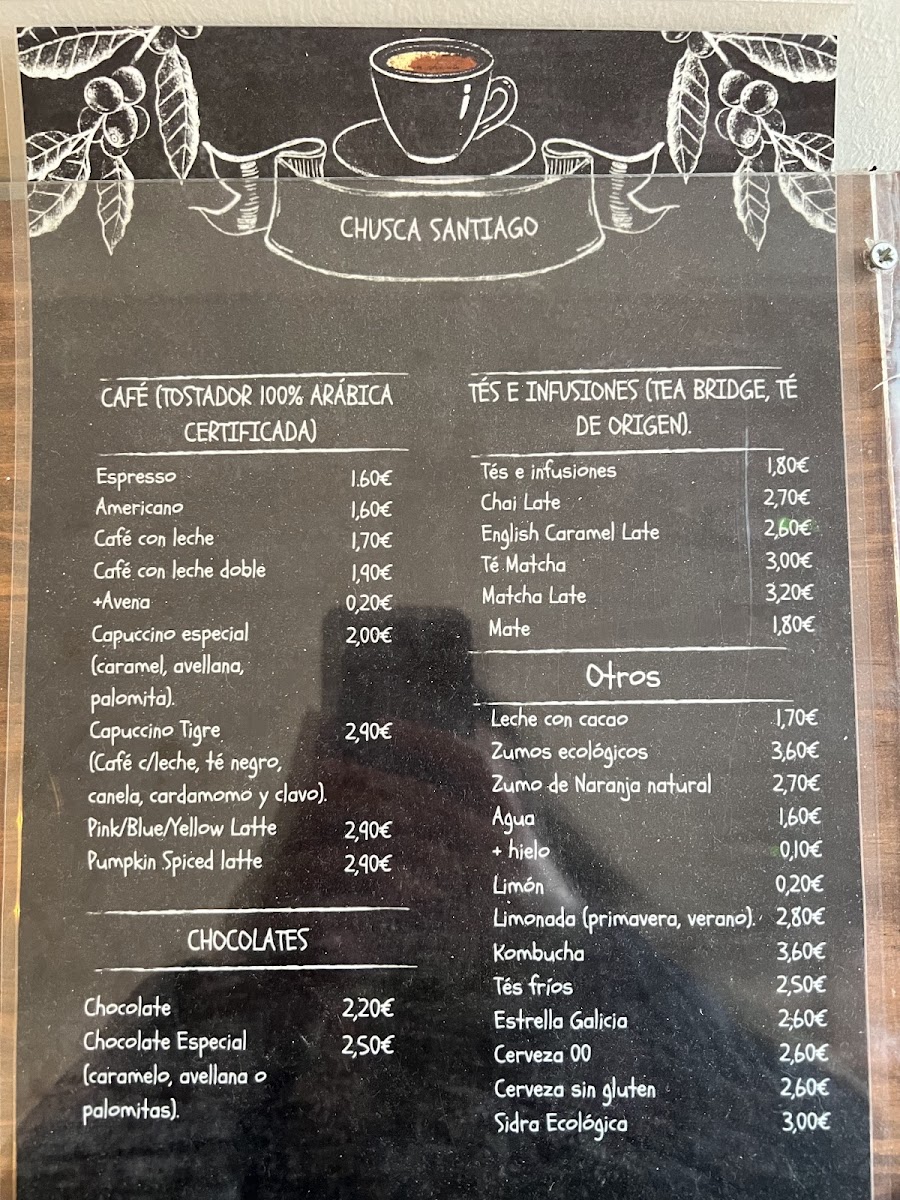 CHUSCA SANTIAGO
CAFÉ (TOSTADOR 100% ARÁBICA
CERTIFICADA)
Espresso 1.60€
Americano 1,60€
Café con leche 1,70€
Café con leche doble 1,90€
+Avena 0,20€
Capuccino especial 2,00€
(caramel, avellana,
palomita).
Capuccino Tigre 2,90€
(Café c/leche, té negro,
canela, cardamomo y clavo).
Pink/Blue/Yellow Latte 2,90€
Pumpkin Spiced latte 2,90€
CHOCOLATES
Chocolate 2,20€
Chocolate Especial 2,50€
(caramelo, avellana o
palomitas).
TÉS E INFUSIONES (TEA BRIDGE, TÉ
DE ORIGEN).
Tés e infusiones 1,80€
Chai Late 2,70€
English Caramel Late 2,60€
Té Matcha 3,00€
Matcha Late 3,20€
Mate 1,80€
Otros
Leche con cacao 1,70€
Zumos ecológicos 3,60€
Zumo de Naranja natural 2,70€
Agua 1,60€
+ hielo 0,10€
Limón 0,20€
Limonada (primavera, verano). 2,80€
Kombucha 3,60€
Tés fríos 2,50€
Estrella Galicia 2,60€
Cerveza 00 2,60€
Cerveza sin gluten 2,60€
Sidra Ecológica 3,00€